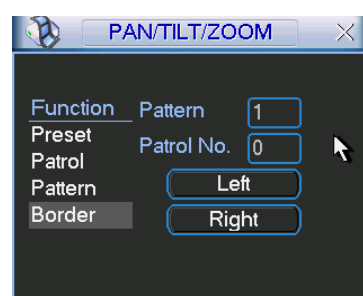 PAN/TILT/ZOOM
Function
Pattern 1
Preset
Patrol No. 0
Patrol
Pattern
Left
Border
Right